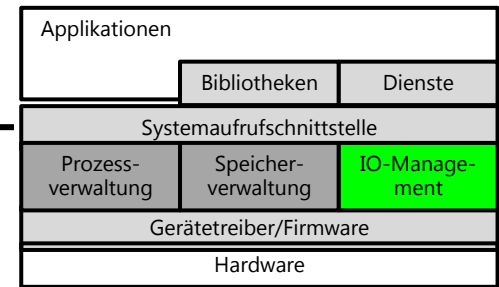 Applikationen
Bibliotheken
Dienste
Systemaufrufschnittstelle
Prozess-
verwaltung
Speicher-
verwaltung
IO-Manage-
ment
Gerätetreiber/Firmware
Hardware